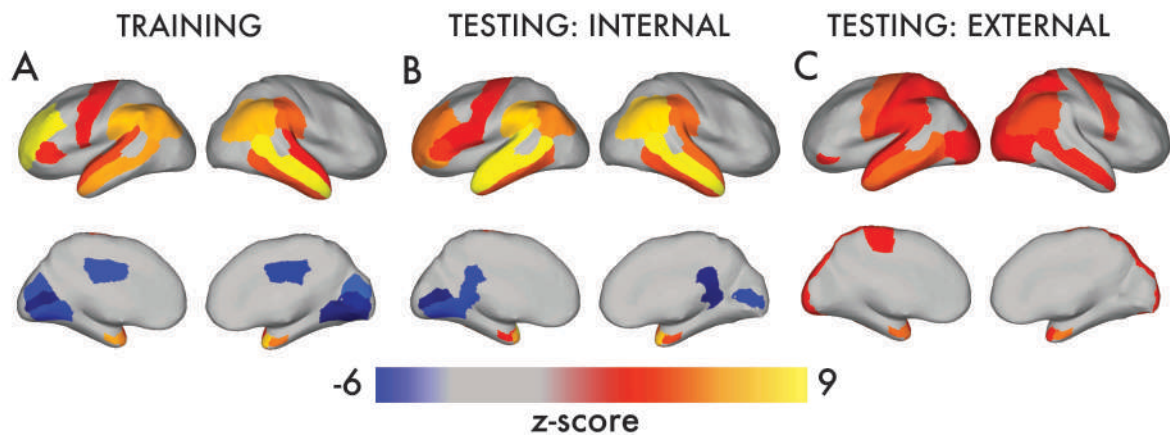 TRAINING TESTING: INTERNAL TESTING: EXTERNAL
A B C
-6 9
z-score